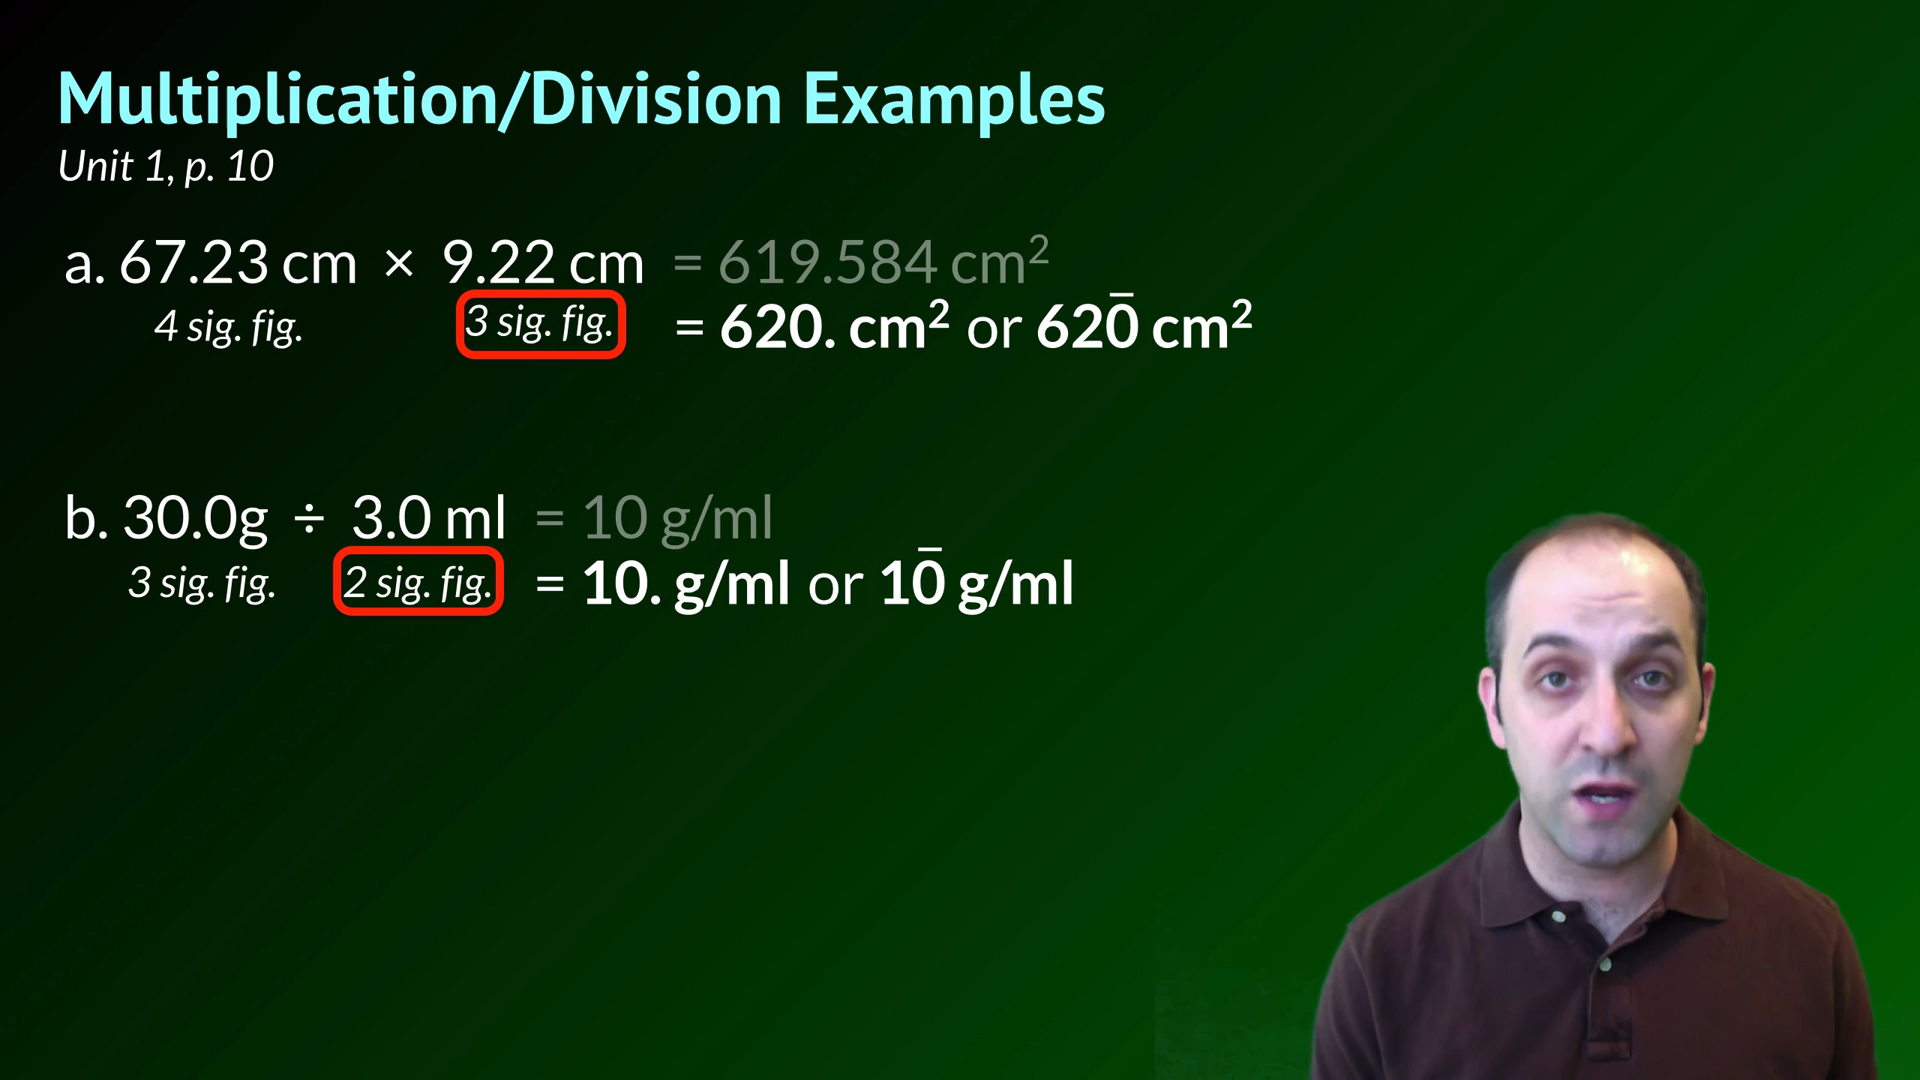 Multiplication/Division Examples
Unit 1, p. 10
a. 67.23 cm × 9.22 cm = 619.584 cm²
4 sig. fig. 3 sig. fig. = 620. cm² or 620̅ cm²
b. 30.0g ÷ 3.0 ml = 10 g/ml
3 sig. fig. 2 sig. fig. = 10. g/ml or 10̅ g/ml